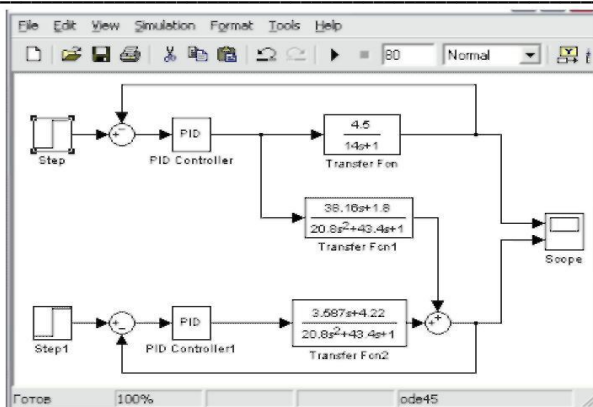 File Edit View Simulation Format Tools Help
80 Normal
Step
PID
PID Controller
4.5
14s+1
Transfer Fcn
38.16s+1.8
20.8s²+43.4s+1
Transfer Fcn1
Scope
Step1
PID
PID Controller1
3.587s+4.22
20.8s²+43.4s+1
Transfer Fcn2
Готов 100% ode45